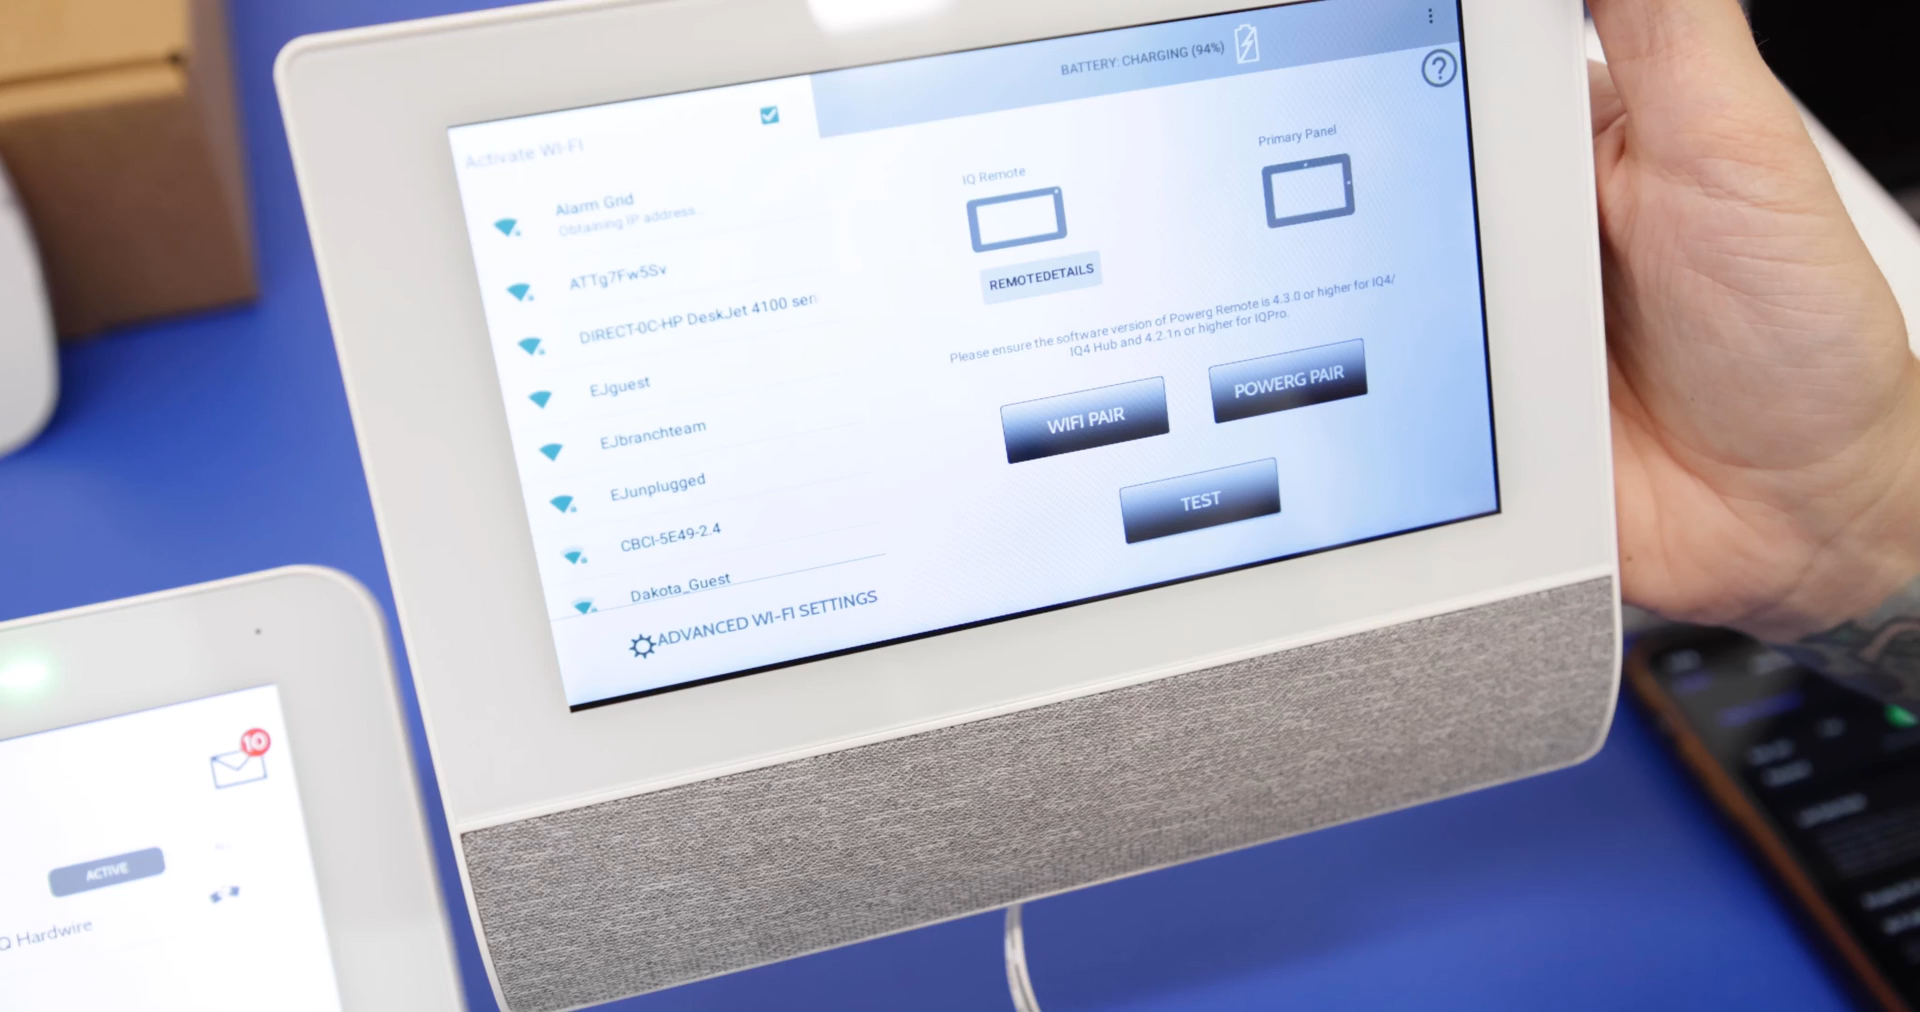 BATTERY: CHARGING (94%)
Activate WI-FI
Alarm Grid
Obtaining IP address
ATTg7Fw5Sv
DIRECT-0C-HP DeskJet 4100 seri
EJguest
EJbranchteam
EJunplugged
CBCI-5E49-2.4
Dakota_Guest
ADVANCED WI-FI SETTINGS
?
IQ Remote
Primary Panel
REMOTEDETAILS
Please ensure the software version of Powerg Remote is 4.3.0 or higher for IQ4/
IQ4 Hub and 4.2.1n or higher for IQPro.
WIFI PAIR
POWERG PAIR
TEST
10
ACTIVE
Q Hardwire